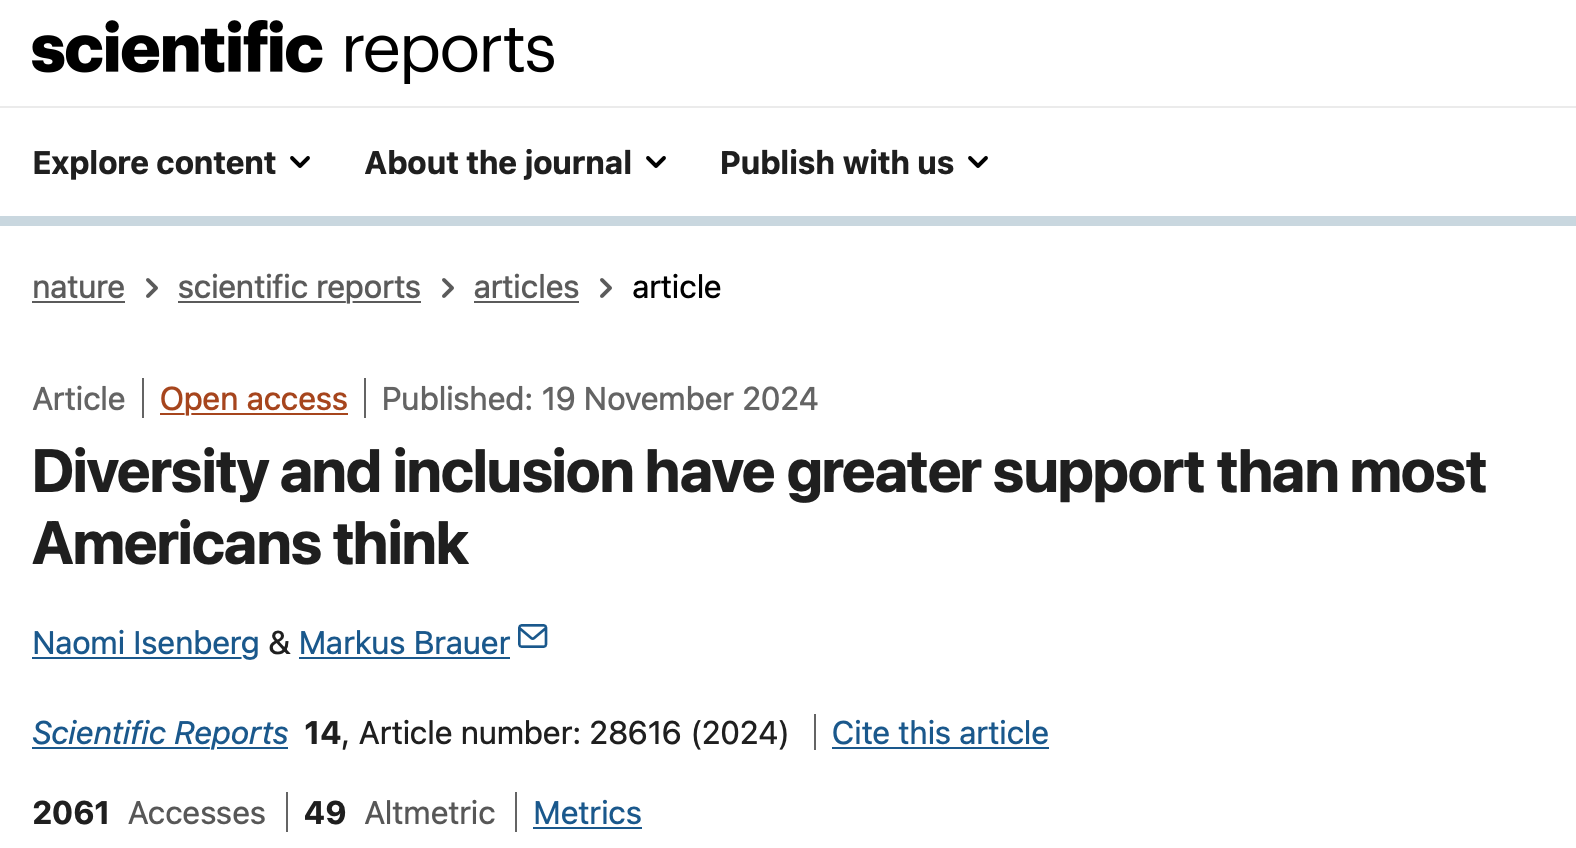 scientific reports
Explore content About the journal Publish with us
nature > scientific reports > articles > article
Article | Open access | Published: 19 November 2024
Diversity and inclusion have greater support than most
Americans think
Naomi Isenberg & Markus Brauer
Scientific Reports 14, Article number: 28616 (2024) | Cite this article
2061 Accesses | 49 Altmetric | Metrics